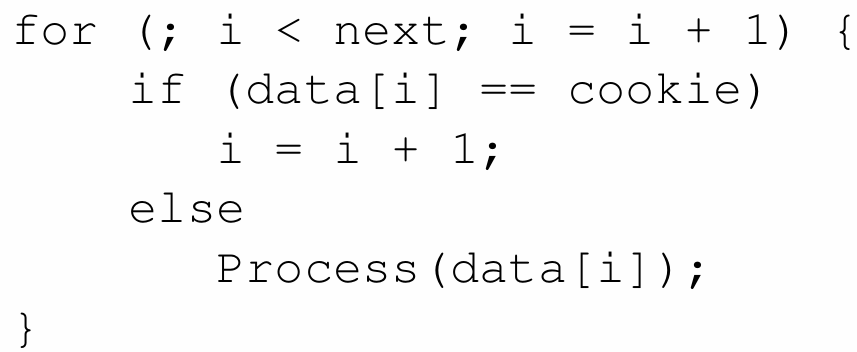 for (; i < next; i = i + 1) {
    if (data[i] == cookie)
       i = i + 1;
    else
       Process(data[i]);
}